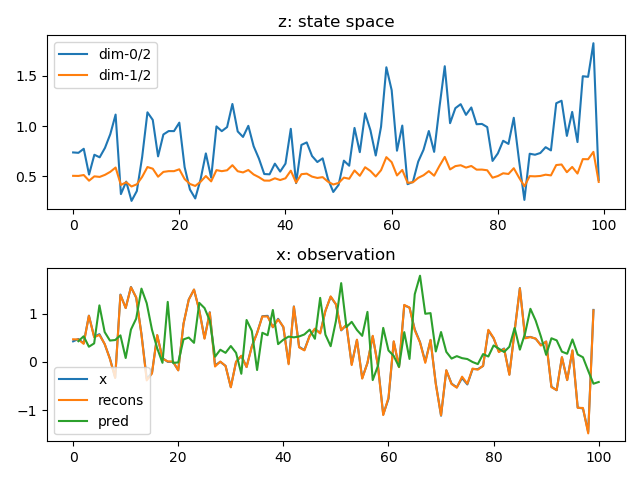 z: state space
dim-0/2
dim-1/2
1.5
1.0
0.5
0 20 40 60 80 100
x: observation
1
0
−1
x
recons
pred
0 20 40 60 80 100